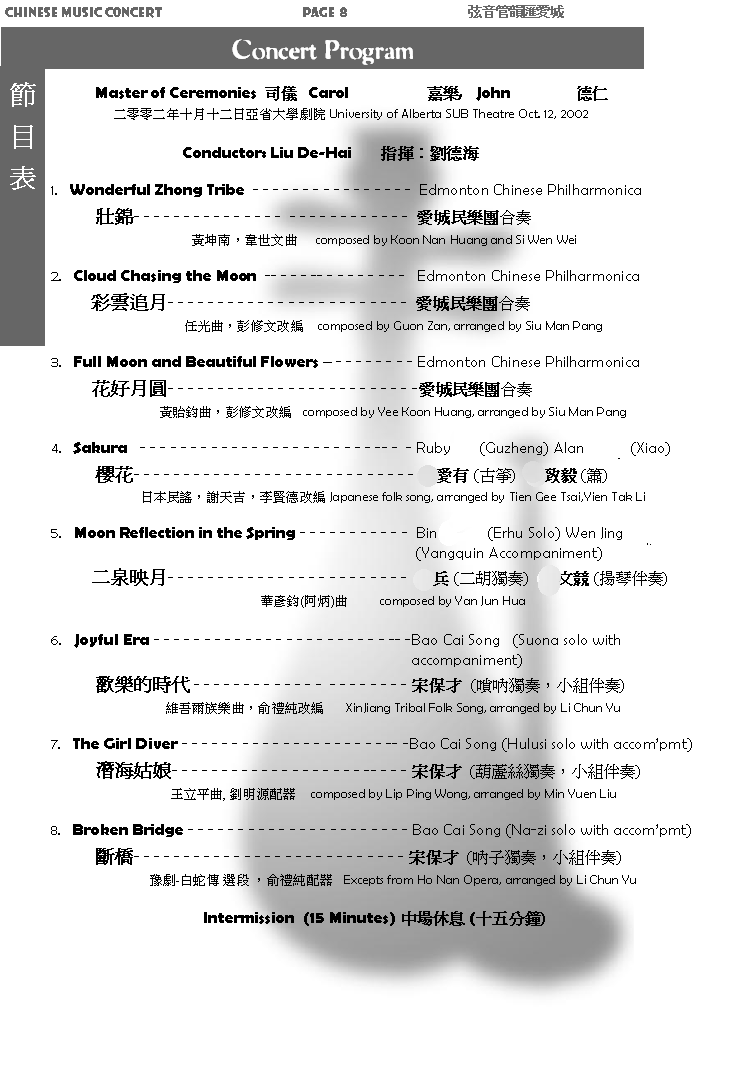 CHINESE MUSIC CONCERT PAGE 8 弦音管韻匯愛城
Concert Program
節目表
Master of Ceremonies 司儀 Carol 嘉樂, John 德仁
二零零二年十月十二日亞省大學劇院 University of Alberta SUB Theatre Oct. 12, 2002
Conductor: Liu De-Hai 指揮：劉德海
1. Wonderful Zhong Tribe - - - - - - - - - - - - - - - - Edmonton Chinese Philharmonica
壯錦- - - - - - - - - - - - - - - - - - - - - - - - - - - 愛城民樂團合奏
黃坤南，韋世文曲 composed by Koon Nan Huang and Si Wen Wei
2. Cloud Chasing the Moon - - - - - - - - - - - - - - Edmonton Chinese Philharmonica
彩雲追月- - - - - - - - - - - - - - - - - - - - - - - - 愛城民樂團合奏
任光曲，彭修文改編 composed by Guon Zan, arranged by Siu Man Pang
3. Full Moon and Beautiful Flowers – - - - - - - - - Edmonton Chinese Philharmonica
花好月圓- - - - - - - - - - - - - - - - - - - - - - - - -愛城民樂團合奏
黃貽鈞曲，彭修文改編 composed by Yee Koon Huang, arranged by Siu Man Pang
4. Sakura - - - - - - - - - - - - - - - - - - - - - - - - - - - Ruby (Guzheng) Alan (Xiao)
櫻花- - - - - - - - - - - - - - - - - - - - - - - - - - - 愛有 (古箏) 致毅 (簫)
日本民謠，謝天吉，李賢德改編 Japanese folk song, arranged by Tien Gee Tsai,Yien Tak Li
5. Moon Reflection in the Spring - - - - - - - - - - - Bin (Erhu Solo) Wen Jing
(Yangquin Accompaniment)
二泉映月- - - - - - - - - - - - - - - - - - - - - - - - 兵 (二胡獨奏) 文競 (揚琴伴奏)
華彥鈞(阿炳)曲 composed by Yan Jun Hua
6. Joyful Era - - - - - - - - - - - - - - - - - - - - - - - - - -Bao Cai Song (Suona solo with
accompaniment)
歡樂的時代- - - - - - - - - - - - - - - - - - - - - - 宋保才 (嗩吶獨奏，小組伴奏)
維吾爾族樂曲，俞禮純改編 XinJiang Tribal Folk Song, arranged by Li Chun Yu
7. The Girl Diver- - - - - - - - - - - - - - - - - - - - - - -Bao Cai Song (Hulusi solo with accom'pmt)
潛海姑娘- - - - - - - - - - - - - - - - - - - - - - - - 宋保才 (葫蘆絲獨奏，小組伴奏)
王立平曲, 劉明源配器 composed by Lip Ping Wong, arranged by Min Yuen Liu
8. Broken Bridge - - - - - - - - - - - - - - - - - - - - - - Bao Cai Song (Na-zi solo with accom'pmt)
斷橋- - - - - - - - - - - - - - - - - - - - - - - - - - - 宋保才 (吶子獨奏，小組伴奏)
豫劇-白蛇傳 選段 ，俞禮純配器 Excepts from Ho Nan Opera, arranged by Li Chun Yu
Intermission (15 Minutes) 中場休息 (十五分鐘)